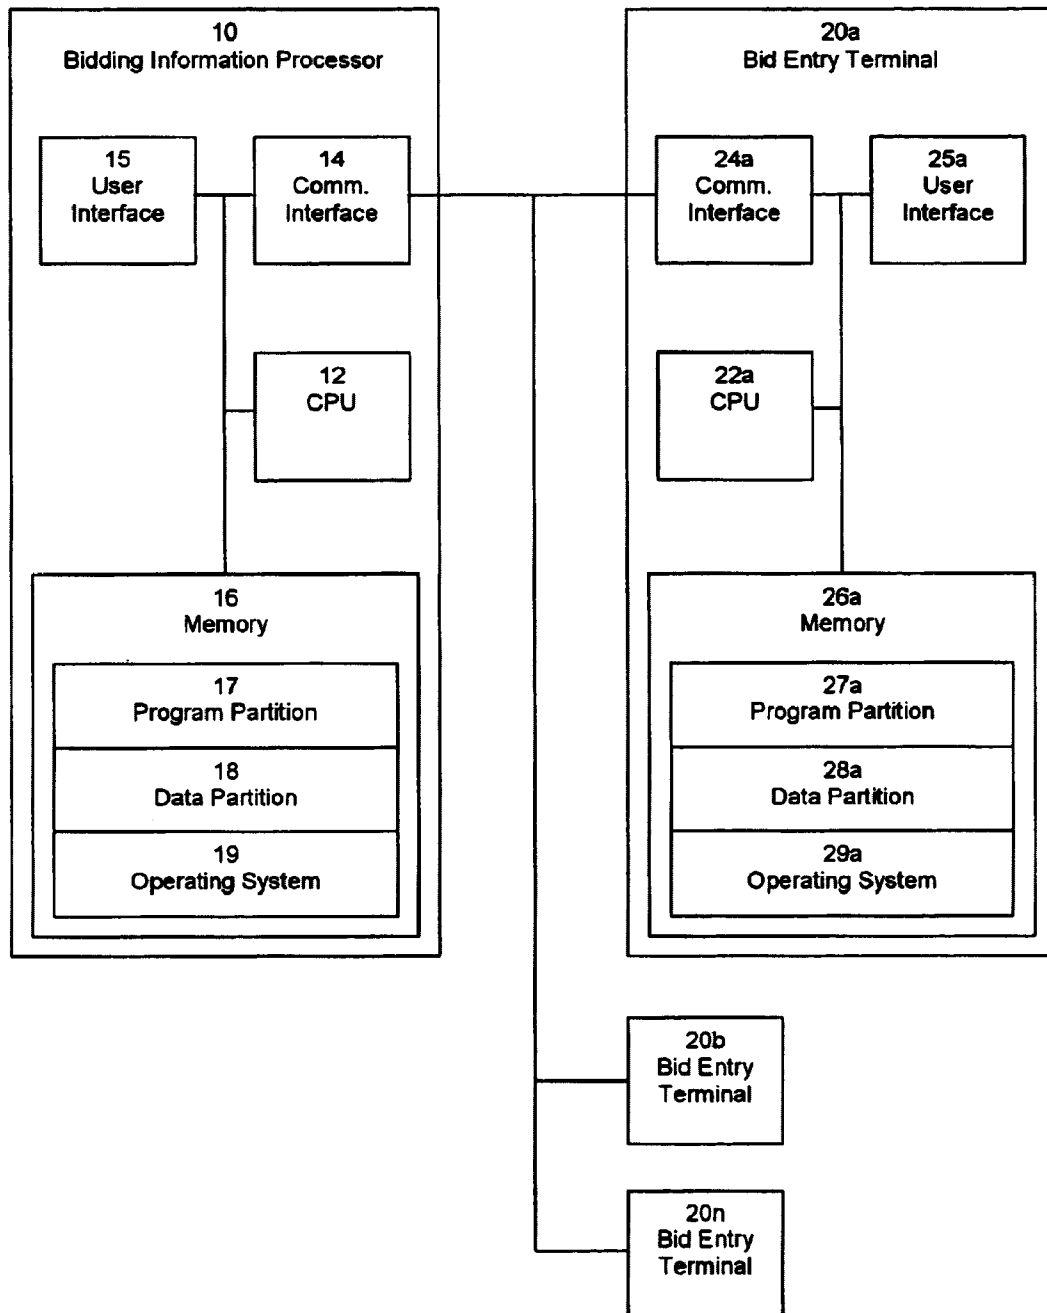 10
Bidding Information Processor
15
User
Interface
14
Comm.
Interface
12
CPU
16
Memory
17
Program Partition
18
Data Partition
19
Operating System
20a
Bid Entry Terminal
24a
Comm.
Interface
25a
User
Interface
22a
CPU
26a
Memory
27a
Program Partition
28a
Data Partition
29a
Operating System
20b
Bid Entry
Terminal
20n
Bid Entry
Terminal